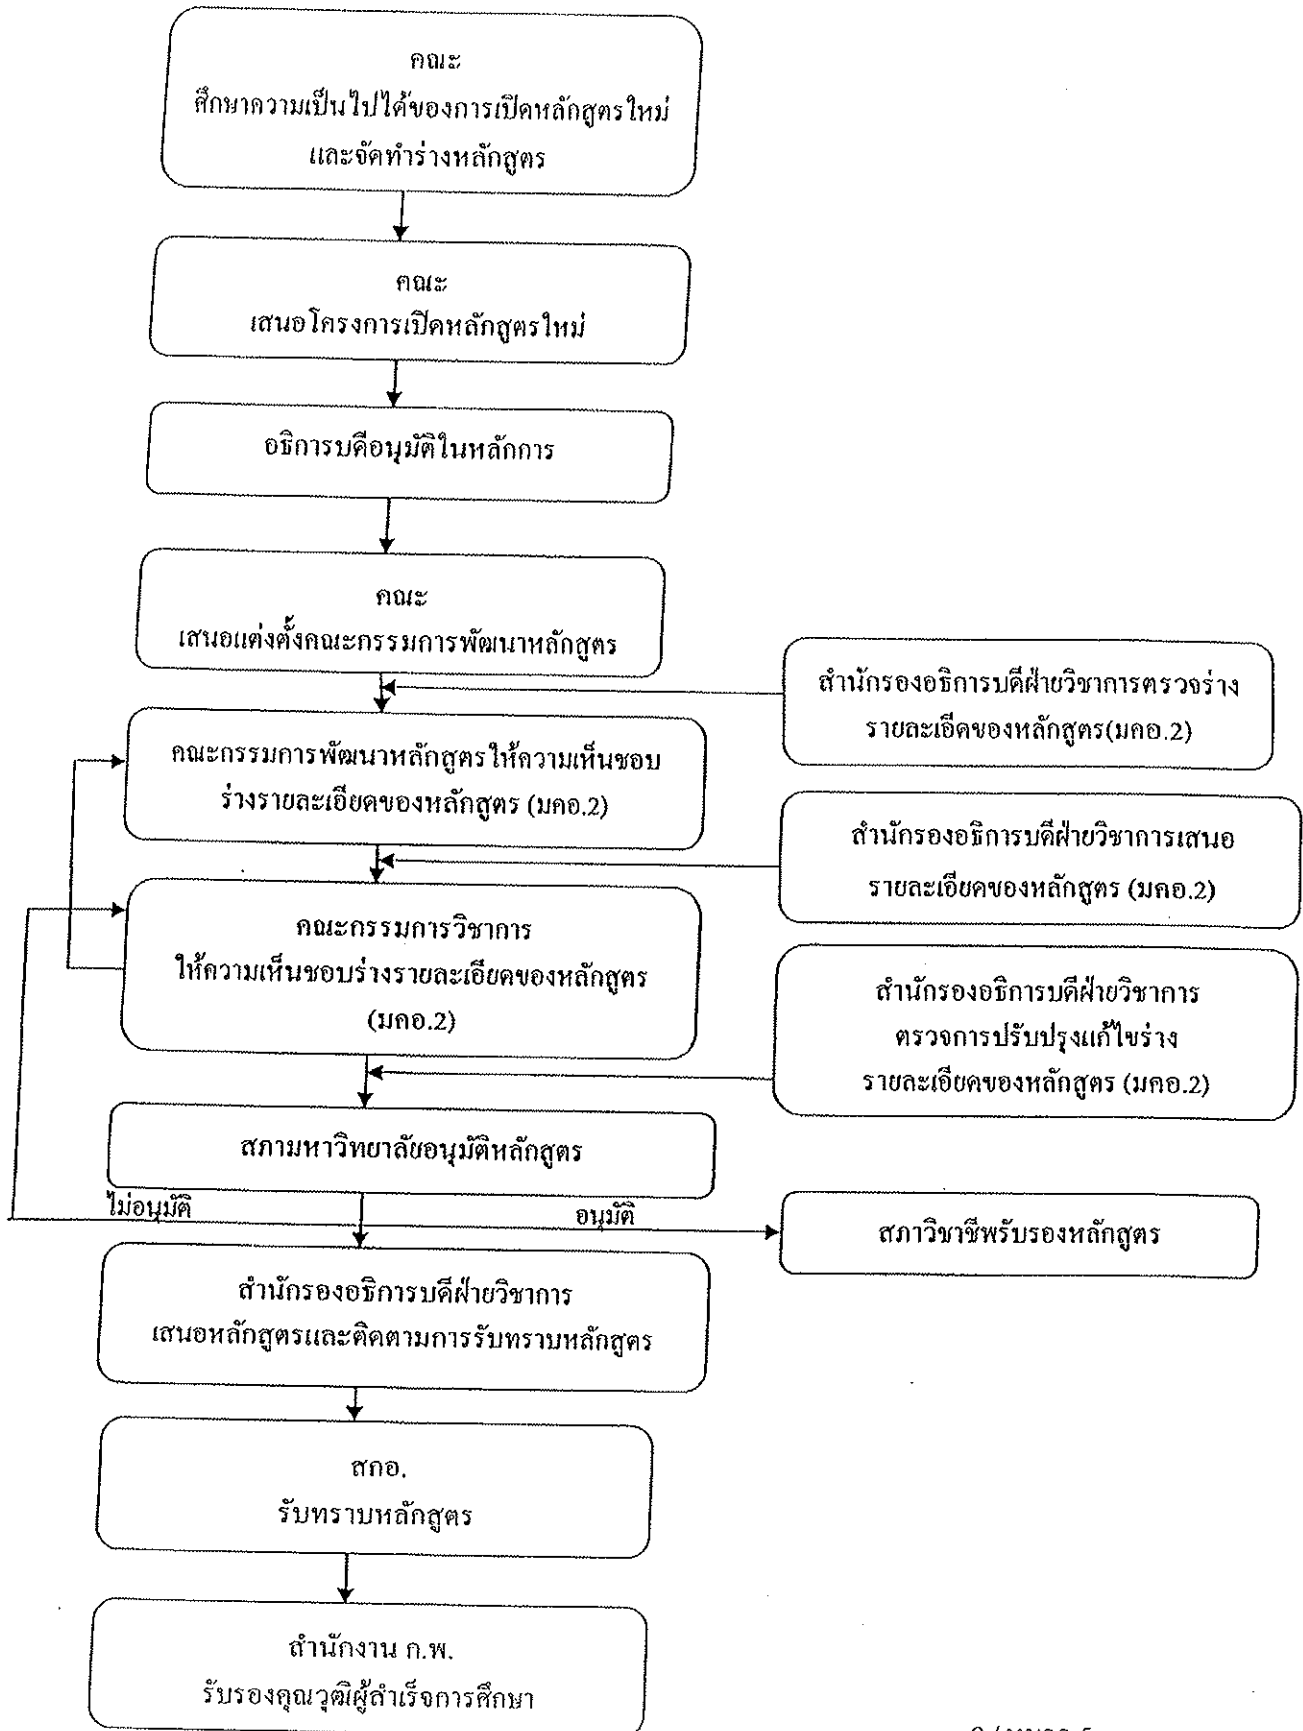 คณะ
ศึกษาความเป็นไปได้ของการเปิดหลักสูตรใหม่
และจัดทำร่างหลักสูตร
คณะ
เสนอโครงการเปิดหลักสูตรใหม่
อธิการบดีอนุมัติในหลักการ
คณะ
เสนอแต่งตั้งคณะกรรมการพัฒนาหลักสูตร
สำนักรองอธิการบดีฝ่ายวิชาการตรวจร่าง
รายละเอีดของหลักสูตร(มคอ.2)
คณะกรรมการพัฒนาหลักสูตรให้ความเห็นชอบ
ร่างรายละเอียดของหลักสูตร (มคอ.2)
สำนักรองอธิการบดีฝ่ายวิชาการเสนอ
รายละเอียดของหลักสูตร (มคอ.2)
คณะกรรมการวิชาการ
ให้ความเห็นชอบร่างรายละเอียดของหลักสูตร
(มคอ.2)
สำนักรองอธิการบดีฝ่ายวิชาการ
ตรวจการปรับปรุงแก้ไขร่าง
รายละเอียดของหลักสูตร (มคอ.2)
สภามหาวิทยาลัยอนุมัติหลักสูตร
ไม่อนุมัติ
อนุมัติ
สภาวิชาชีพรับรองหลักสูตร
สำนักรองอธิการบดีฝ่ายวิชาการ
เสนอหลักสูตรและติดตามการรับทราบหลักสูตร
สกอ.
รับทราบหลักสูตร
สำนักงาน ก.พ.
รับรองคุณวุฒิผู้สำเร็จการศึกษา